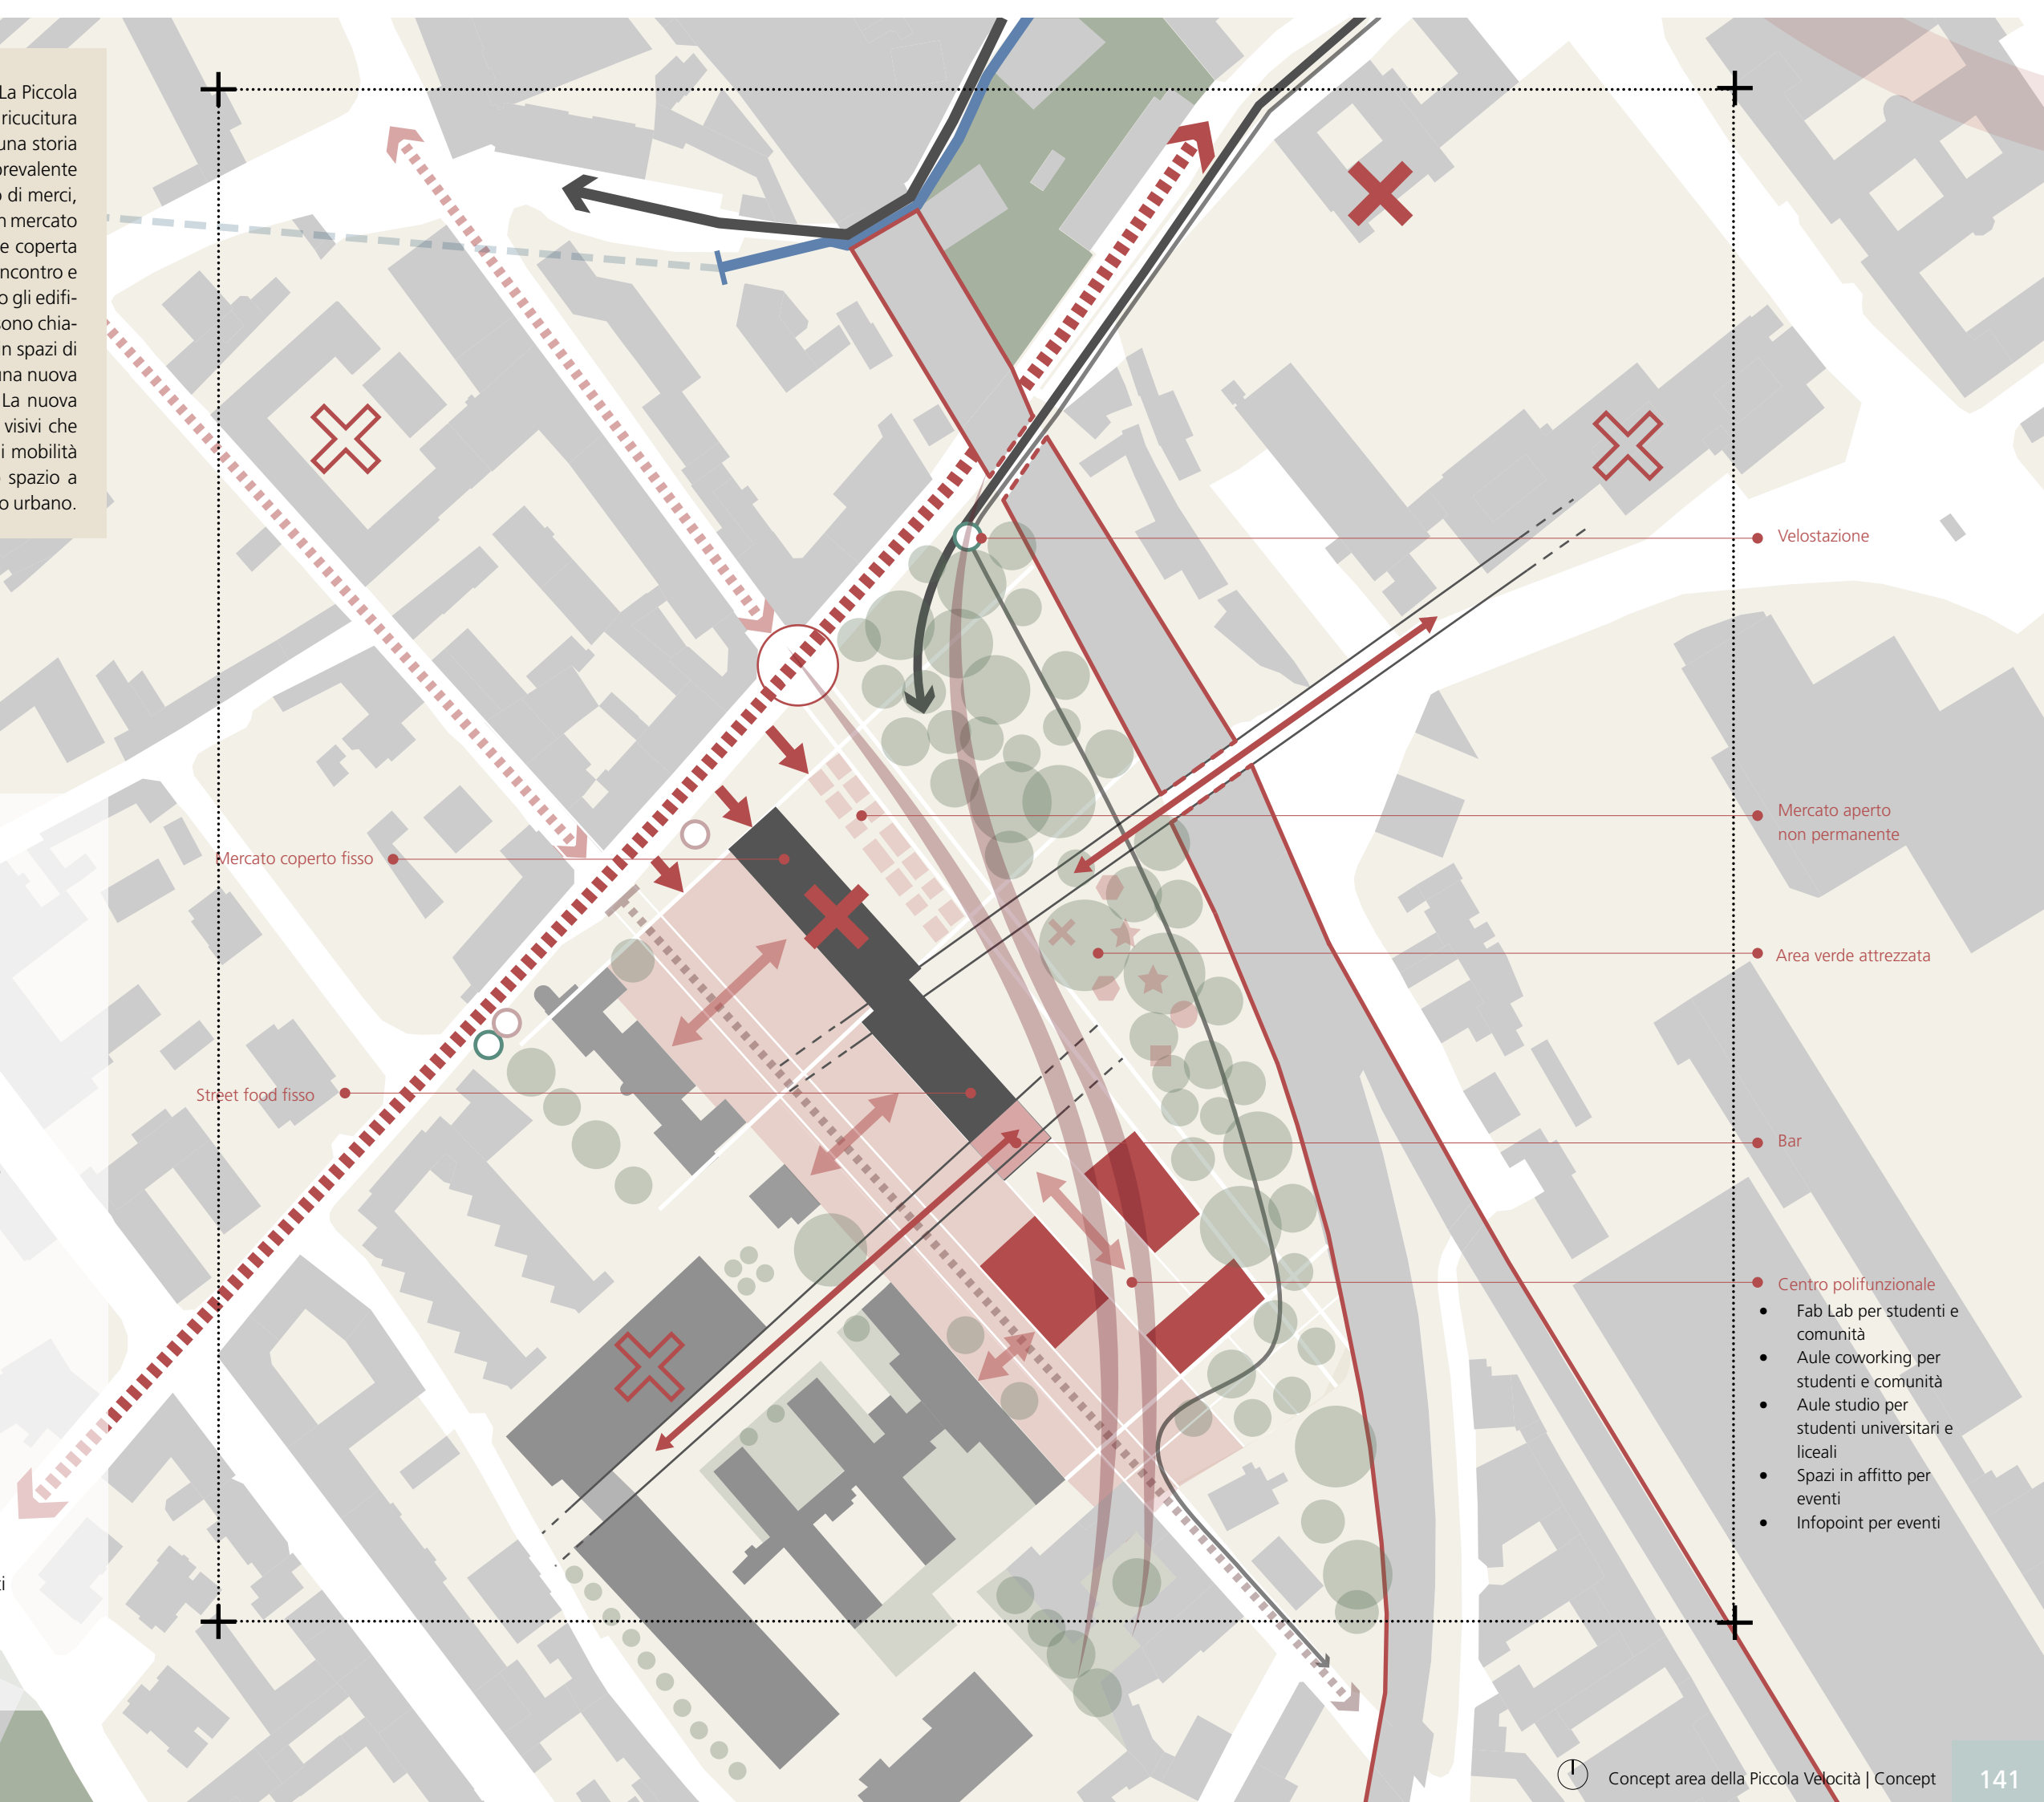 La Piccola
ricucitura
una storia
prevalente
di merci,
mercato
e coperta
ncontro e
o gli edifi-
sono chia-
n spazi di
una nuova
La nuova
visivi che
i mobilità
spazio a
o urbano.
Velostazione
Mercato aperto
non permanente
Mercato coperto fisso
Area verde attrezzata
Street food fisso
Bar
Centro polifunzionale
• Fab Lab per studenti e
comunità
• Aule coworking per
studenti e comunità
• Aule studio per
studenti universitari e
liceali
• Spazi in affitto per
eventi
• Infopoint per eventi
Concept area della Piccola Velocità | Concept
141